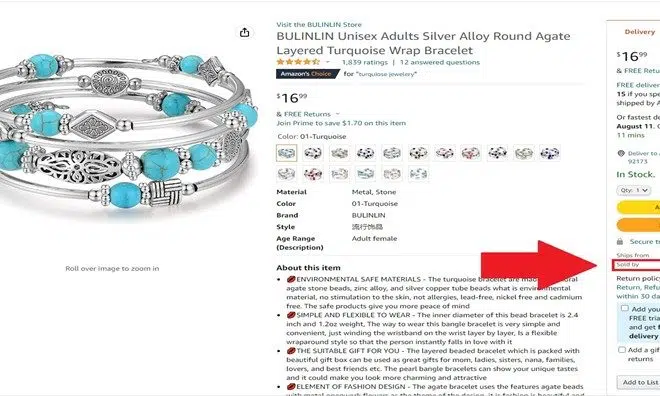 Visit the BULINLIN Store
BULINLIN Unisex Adults Silver Alloy Round Agate
Layered Turquoise Wrap Bracelet
1,839 ratings | 12 answered questions
Amazon's Choice for "turquoise jewelery"
$1699
& FREE Returns
Join Prime to save $1.70 on this item
Color: 01-Turquoise
Material Metal, Stone
Color 01-Turquoise
Brand BULINLIN
Style 流行饰品
Age Range Adult female
(Description)
About this item
ENVIRONMENTAL SAFE MATERIALS - The turquoise bracelet are
agate stone beads, zinc alloy, and silver copper tube beads what is environmental
material, no stimulation to the skin, not allergies, lead-free, nickel free and cadmium
free. The safe products give you more peace of mind
SIMPLE AND FLEXIBLE TO WEAR - The inner diameter of this bead bracelet is 2.4
inch and 1.2oz weight, The way to wear this bangle bracelet is very simple and
convenient, just winding the wristband on the wrist layer by layer, Is a flexible
wraparound style so that the person instantly falls in love with it
THE SUITABLE GIFT FOR YOU - The layered beaded bracelet which is packed with
beautiful gift box can be used as great gifts for mom, ladies, sisters, nana, families,
lovers, and best friends etc. The pearl bangle bracelets can show your unique tastes
and it could make you look more charming and attractive
ELEMENT OF FASHION DESIGN - The agate bracelet uses the features agate beads
Roll over image to zoom in
Delivery
$1699
& FREE Retu
FREE deliver
15 if you spe
shipped by A
Or fastest de
August 11. O
11 mins
Deliver to
92173
In Stock.
Qty: 1
Secure t
Ships from
Sold by
Return polic
Return, Refu
within 30 da
Add you
FREE tria
and get f
delivery
Add a gif
returns
Add to List